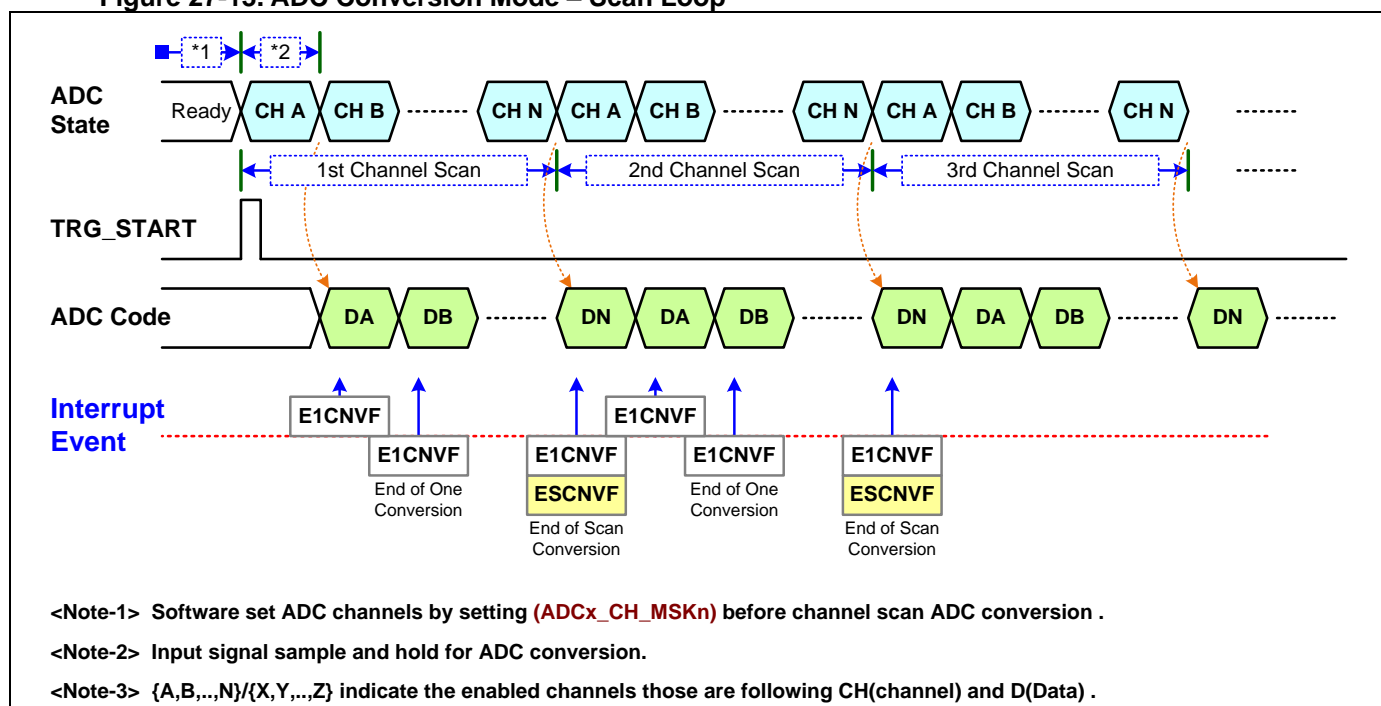 Figure 27-13. ADC Conversion Mode – Scan Loop
*1 *2
ADC State
Ready CH A CH B CH N CH A CH B CH N CH A CH B CH N
1st Channel Scan 2nd Channel Scan 3rd Channel Scan
TRG_START
ADC Code
DA DB DN DA DB DN DA DB DN
Interrupt Event
E1CNVF E1CNVF
E1CNVF E1CNVF E1CNVF E1CNVF
End of One Conversion
ESCNVF
End of One Conversion
ESCNVF
End of Scan Conversion
End of Scan Conversion
<Note-1> Software set ADC channels by setting (ADCx_CH_MSKn) before channel scan ADC conversion .
<Note-2> Input signal sample and hold for ADC conversion.
<Note-3> {A,B,..,N}/{X,Y,..,Z} indicate the enabled channels those are following CH(channel) and D(Data) .